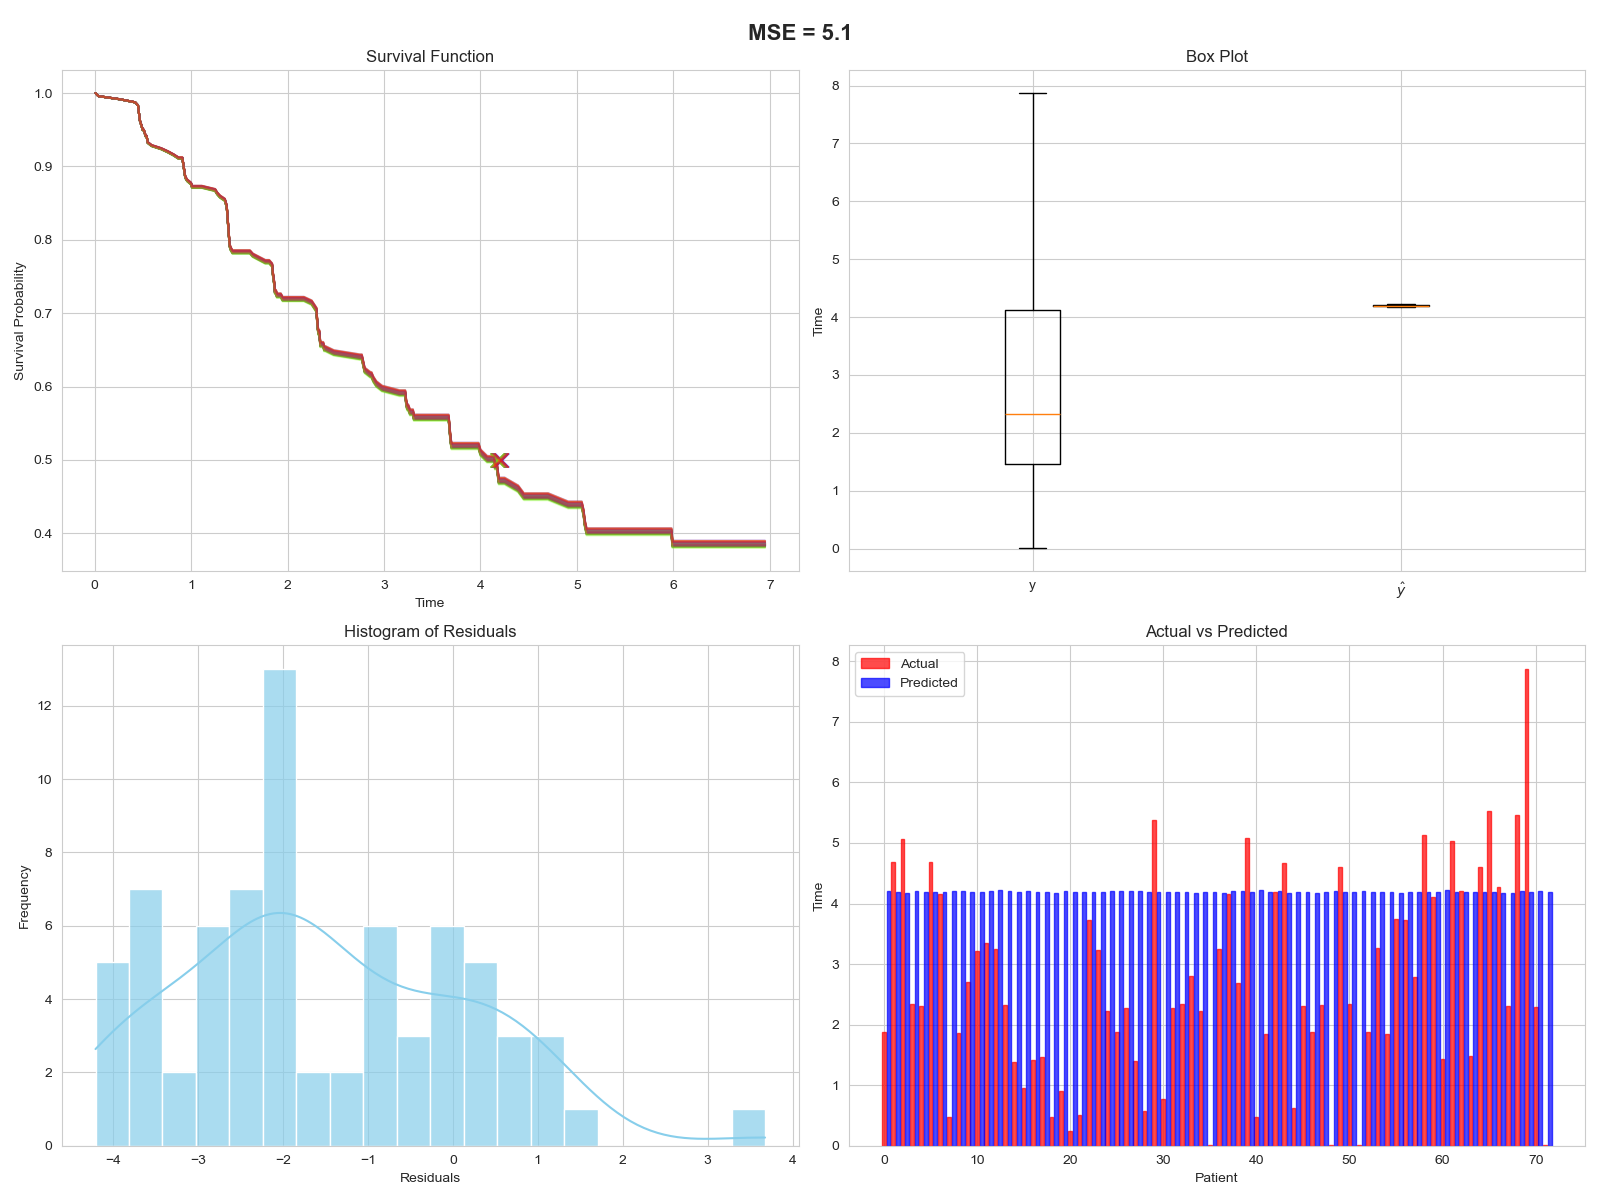 MSE = 5.1
Survival Function
1.0
0.9
0.8
0.7
0.6
0.5
0.4
Survival Probability
0 1 2 3 4 5 6 7
Time
Box Plot
8
7
6
5
4
3
2
1
0
Time
y ŷ
Histogram of Residuals
12
10
8
6
4
2
0
Frequency
−4 −3 −2 −1 0 1 2 3 4
Residuals
Actual vs Predicted
Actual
Predicted
8
7
6
5
4
3
2
1
0
Time
0 10 20 30 40 50 60 70
Patient